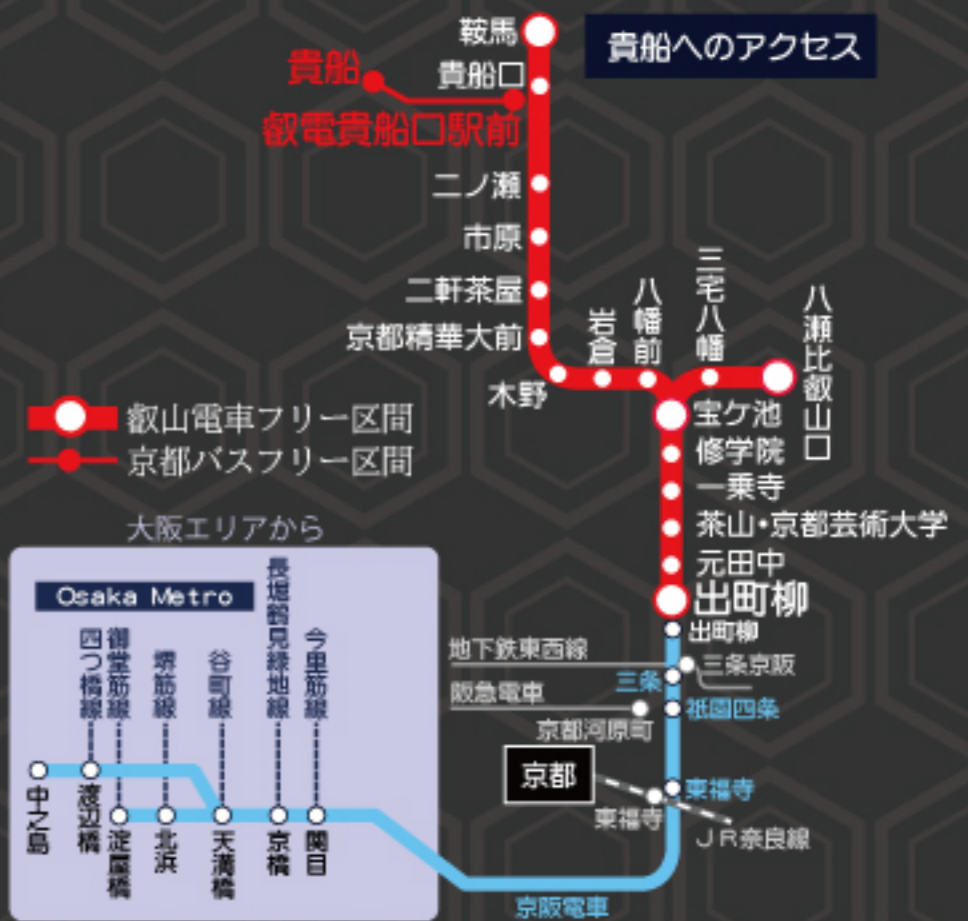 貴船へのアクセス
鞍馬
貴船口
貴船
叡電貴船口駅前
二ノ瀬
市原
二軒茶屋
京都精華大前
木野
岩倉
八幡前
三宅八幡
八瀬比叡山口
宝ケ池
修学院
一乗寺
茶山・京都芸術大学
元田中
出町柳
出町柳
叡山電車フリー区間
京都バスフリー区間
大阪エリアから
Osaka Metro
四つ橋線
御堂筋線
堺筋線
谷町線
長堀鶴見緑地線
今里筋線
中之島
渡辺橋
淀屋橋
北浜
天満橋
京橋
関目
地下鉄東西線
三条京阪
三条
阪急電車
京都河原町
祇園四条
京都
東福寺
東福寺
JR奈良線
京阪電車